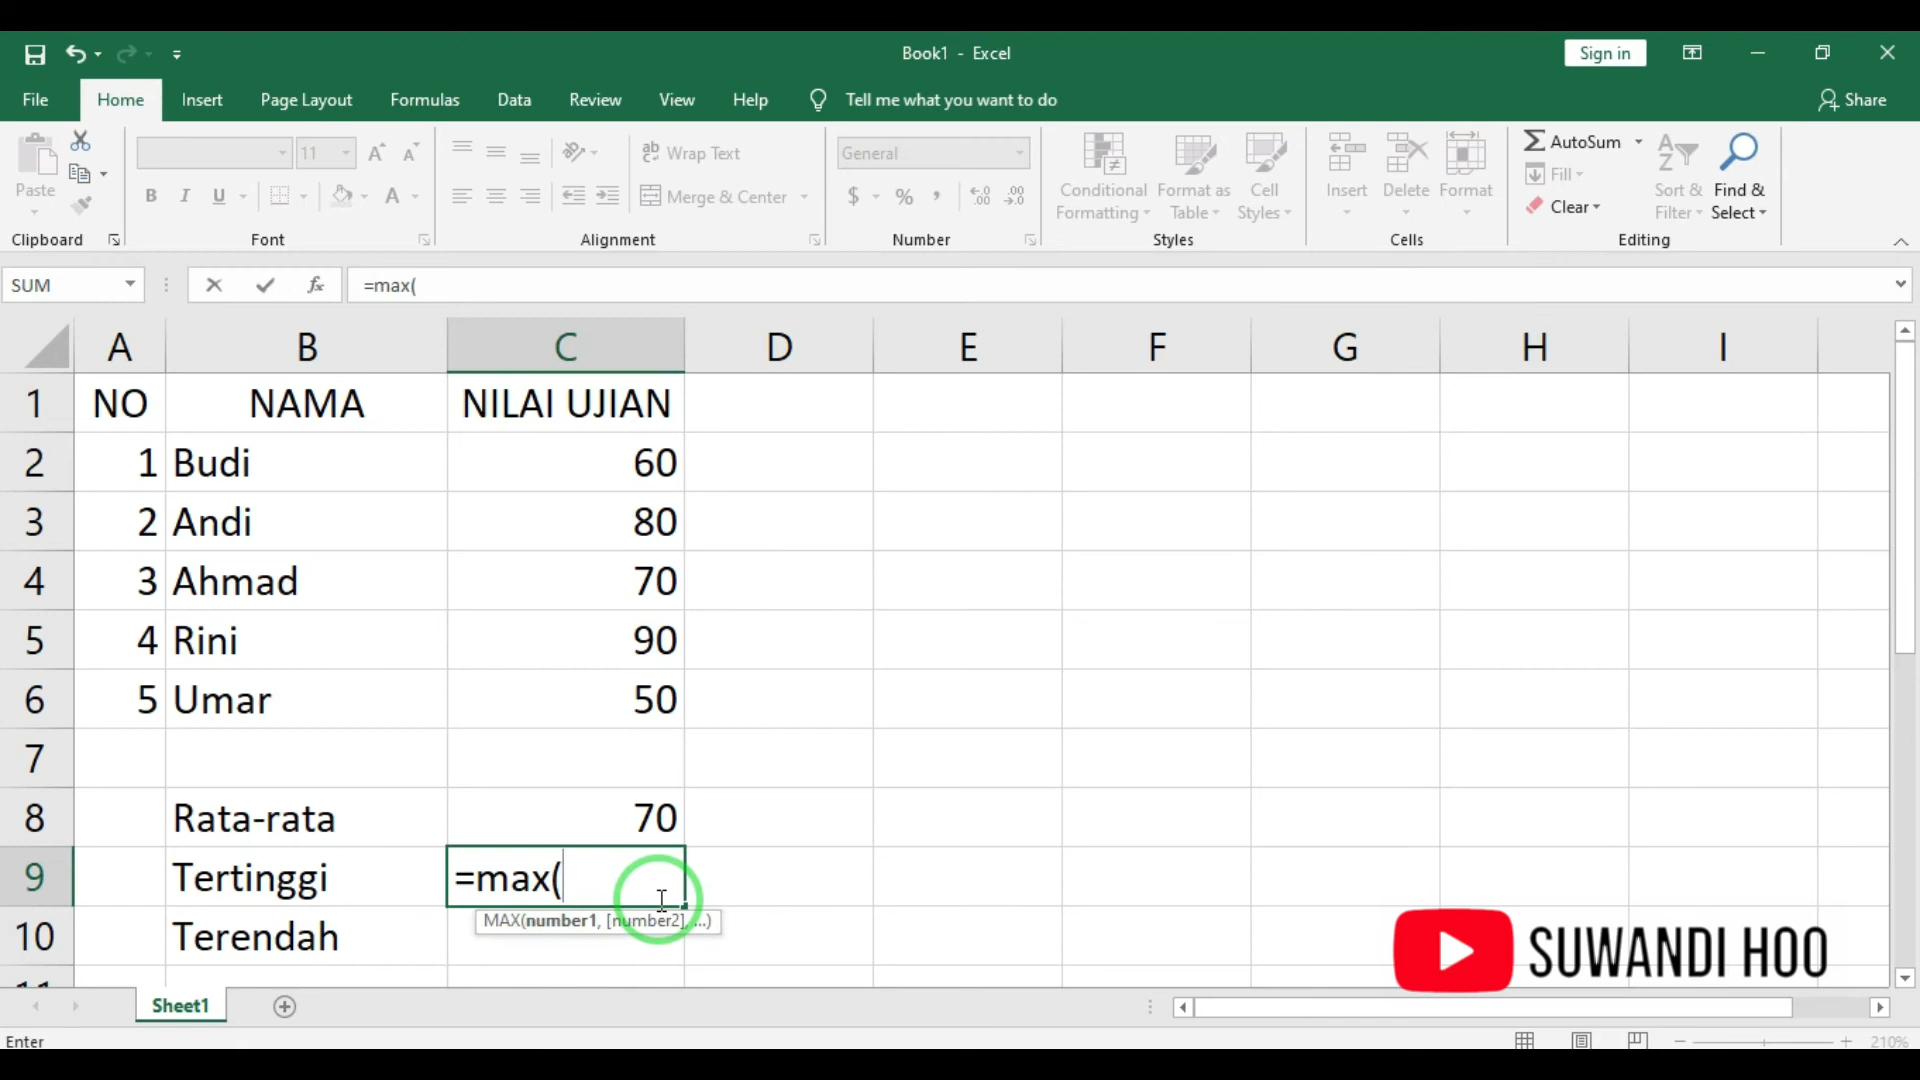 Book1 - Excel
Sign in
File Home Insert Page Layout Formulas Data Review View Help Tell me what you want to do Share
Paste
11
B I U A
Wrap Text
Merge & Center
General
$ % ,
Conditional Formatting
Format as Table
Cell Styles
Insert
Delete
Format
AutoSum
Fill
Clear
Sort & Filter
Find & Select
Clipboard Font Alignment Number Styles Cells Editing
SUM fx =max(
A B C D E F G H I
1 NO NAMA NILAI UJIAN
2 1 Budi 60
3 2 Andi 80
4 3 Ahmad 70
5 4 Rini 90
6 5 Umar 50
7
8 Rata-rata 70
9 Tertinggi =max(
MAX(number1, [number2], ...)
10 Terendah
11
SUWANDI HOO
Sheet1
Enter
210%